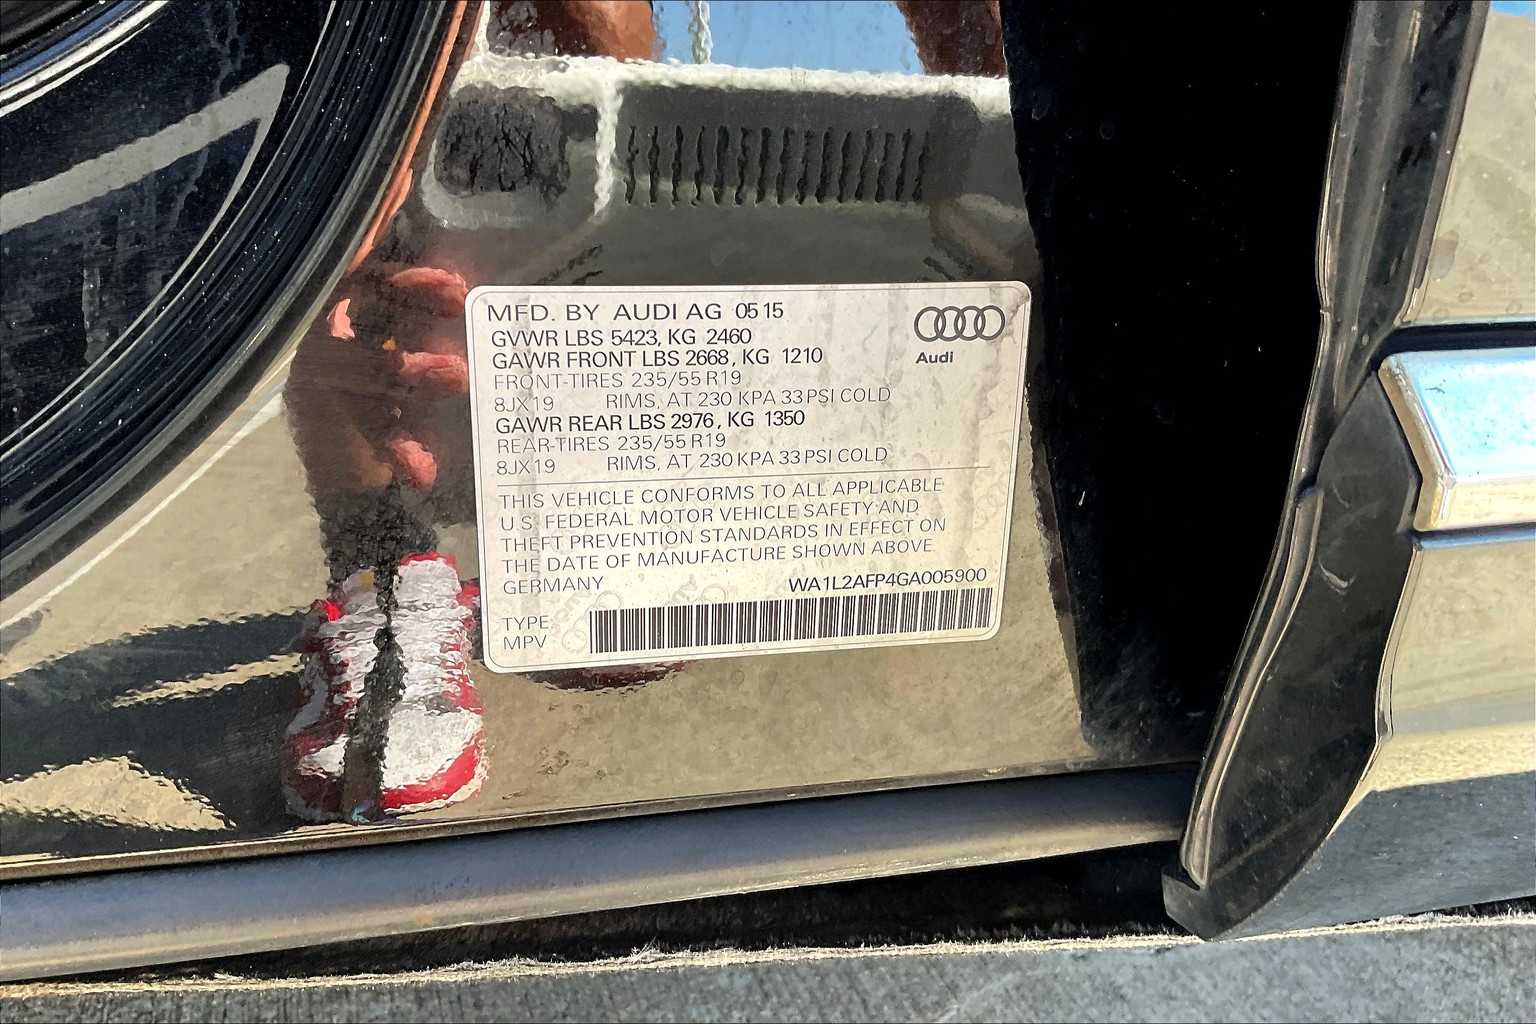 MFD. BY AUDI AG 05 15
GVWR LBS 5423, KG 2460
GAWR FRONT LBS 2668, KG 1210
FRONT-TIRES 235/55 R19
8JX19 RIMS, AT 230 KPA 33 PSI COLD
GAWR REAR LBS 2976, KG 1350
REAR-TIRES 235/55 R19
8JX19 RIMS, AT 230 KPA 33 PSI COLD
Audi
THIS VEHICLE CONFORMS TO ALL APPLICABLE
U.S. FEDERAL MOTOR VEHICLE SAFETY AND
THEFT PREVENTION STANDARDS IN EFFECT ON
THE DATE OF MANUFACTURE SHOWN ABOVE
GERMANY WA1L2AFP4GA005900
TYPE
MPV